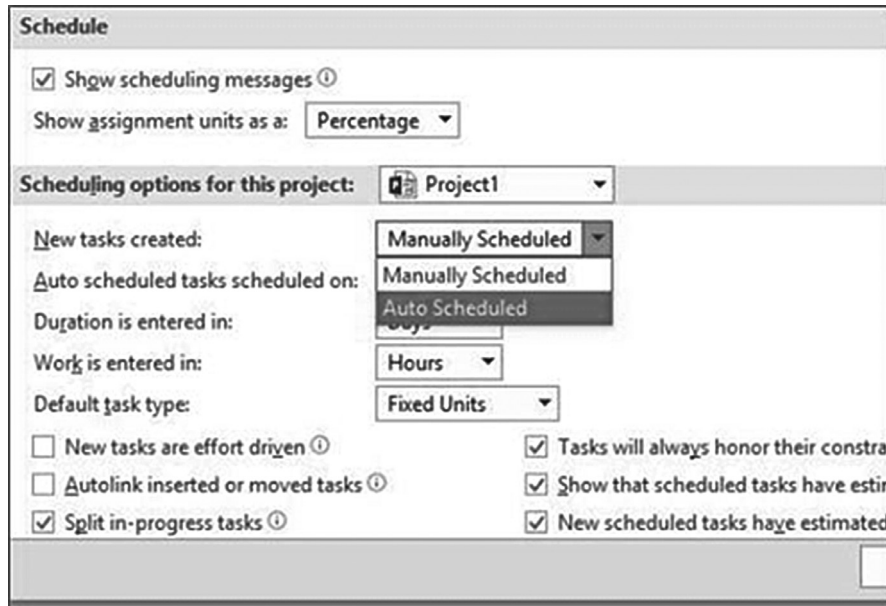 Schedule
Show scheduling messages
Show assignment units as a: Percentage
Scheduling options for this project: Project1
New tasks created: Manually Scheduled
Manually Scheduled
Auto scheduled tasks scheduled on:
Auto Scheduled
Duration is entered in: Days
Work is entered in: Hours
Default task type: Fixed Units
New tasks are effort driven Tasks will always honor their constra
Autolink inserted or moved tasks Show that scheduled tasks have estim
Split in-progress tasks New scheduled tasks have estimated